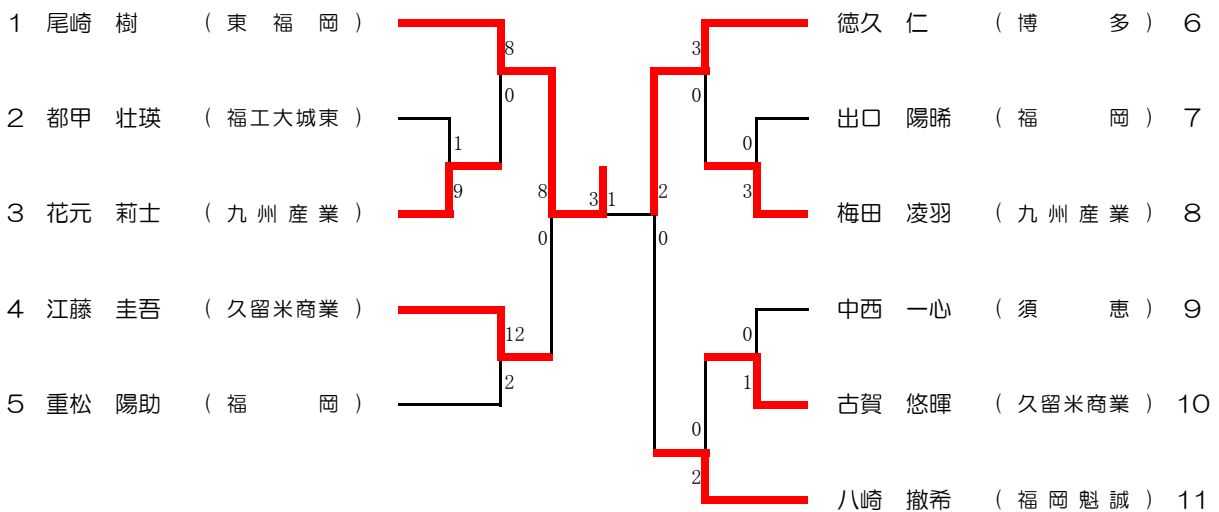 1 尾崎 樹 ( 東 福 岡 )
2 都甲 壮瑛 ( 福工大城東 )
3 花元 莉士 ( 九 州 産 業 )
4 江藤 圭吾 ( 久留米商業 )
5 重松 陽助 ( 福 岡 )
8
0
1
9
8
0
12
2
3 1
3
0
0
3
2
0
0
1
0
2
徳久 仁 ( 博 多 ) 6
出口 陽晞 ( 福 岡 ) 7
梅田 凌羽 ( 九 州 産 業 ) 8
中西 一心 ( 須 恵 ) 9
古賀 悠暉 ( 久留米商業 ) 10
八崎 撤希 ( 福 岡 魁 誠 ) 11